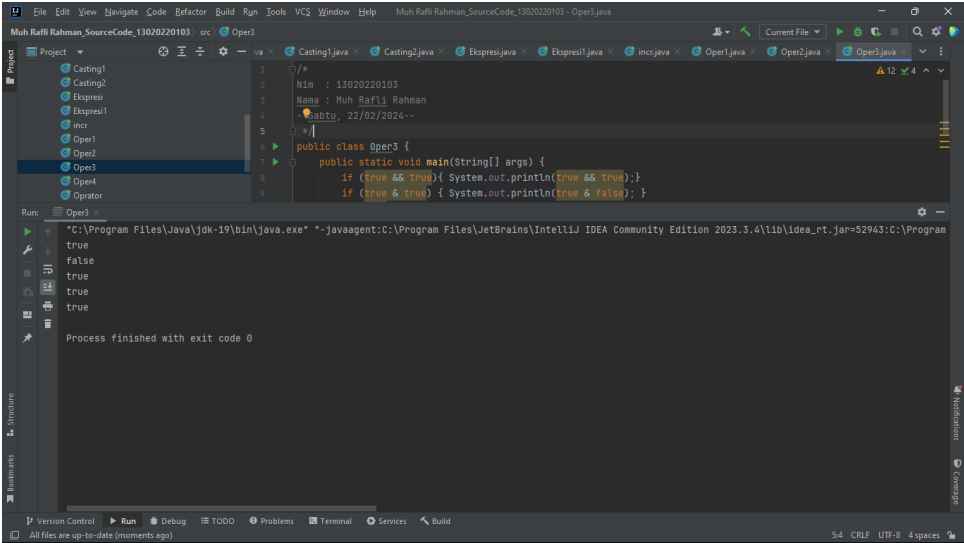 File Edit View Navigate Code Refactor Build Run Tools VCS Window Help Muh Rafli Rahman_SourceCode_13020220103 - Oper3.java
Muh Rafli Rahman_SourceCode_13020220103 src Oper3 Current File
Project va Casting1.java Casting2.java Ekspresi.java Ekspresi1.java incr.java Oper1.java Oper2.java Oper3.java
Project
Casting1
Casting2
Ekspresi
Ekspresi1
incr
Oper1
Oper2
Oper3
Oper4
Oprator
12 4
1 /*
2 Nim : 13020220103
3 Nama : Muh Rafli Rahman
4 --Sabtu, 22/02/2024--
5 */
6 public class Oper3 {
7 public static void main(String[] args) {
8 if (true && true){ System.out.println(true && true);}
9 if (true & true) { System.out.println(true & false); }
Run: Oper3
"C:\Program Files\Java\jdk-19\bin\java.exe" "-javaagent:C:\Program Files\JetBrains\IntelliJ IDEA Community Edition 2023.3.4\lib\idea_rt.jar=52943:C:\Program
true
false
true
true
true
Process finished with exit code 0
Structure
Bookmarks
Notifications
Coverage
Version Control Run Debug TODO Problems Terminal Services Build
All files are up-to-date (moments ago) 5:4 CRLF UTF-8 4 spaces